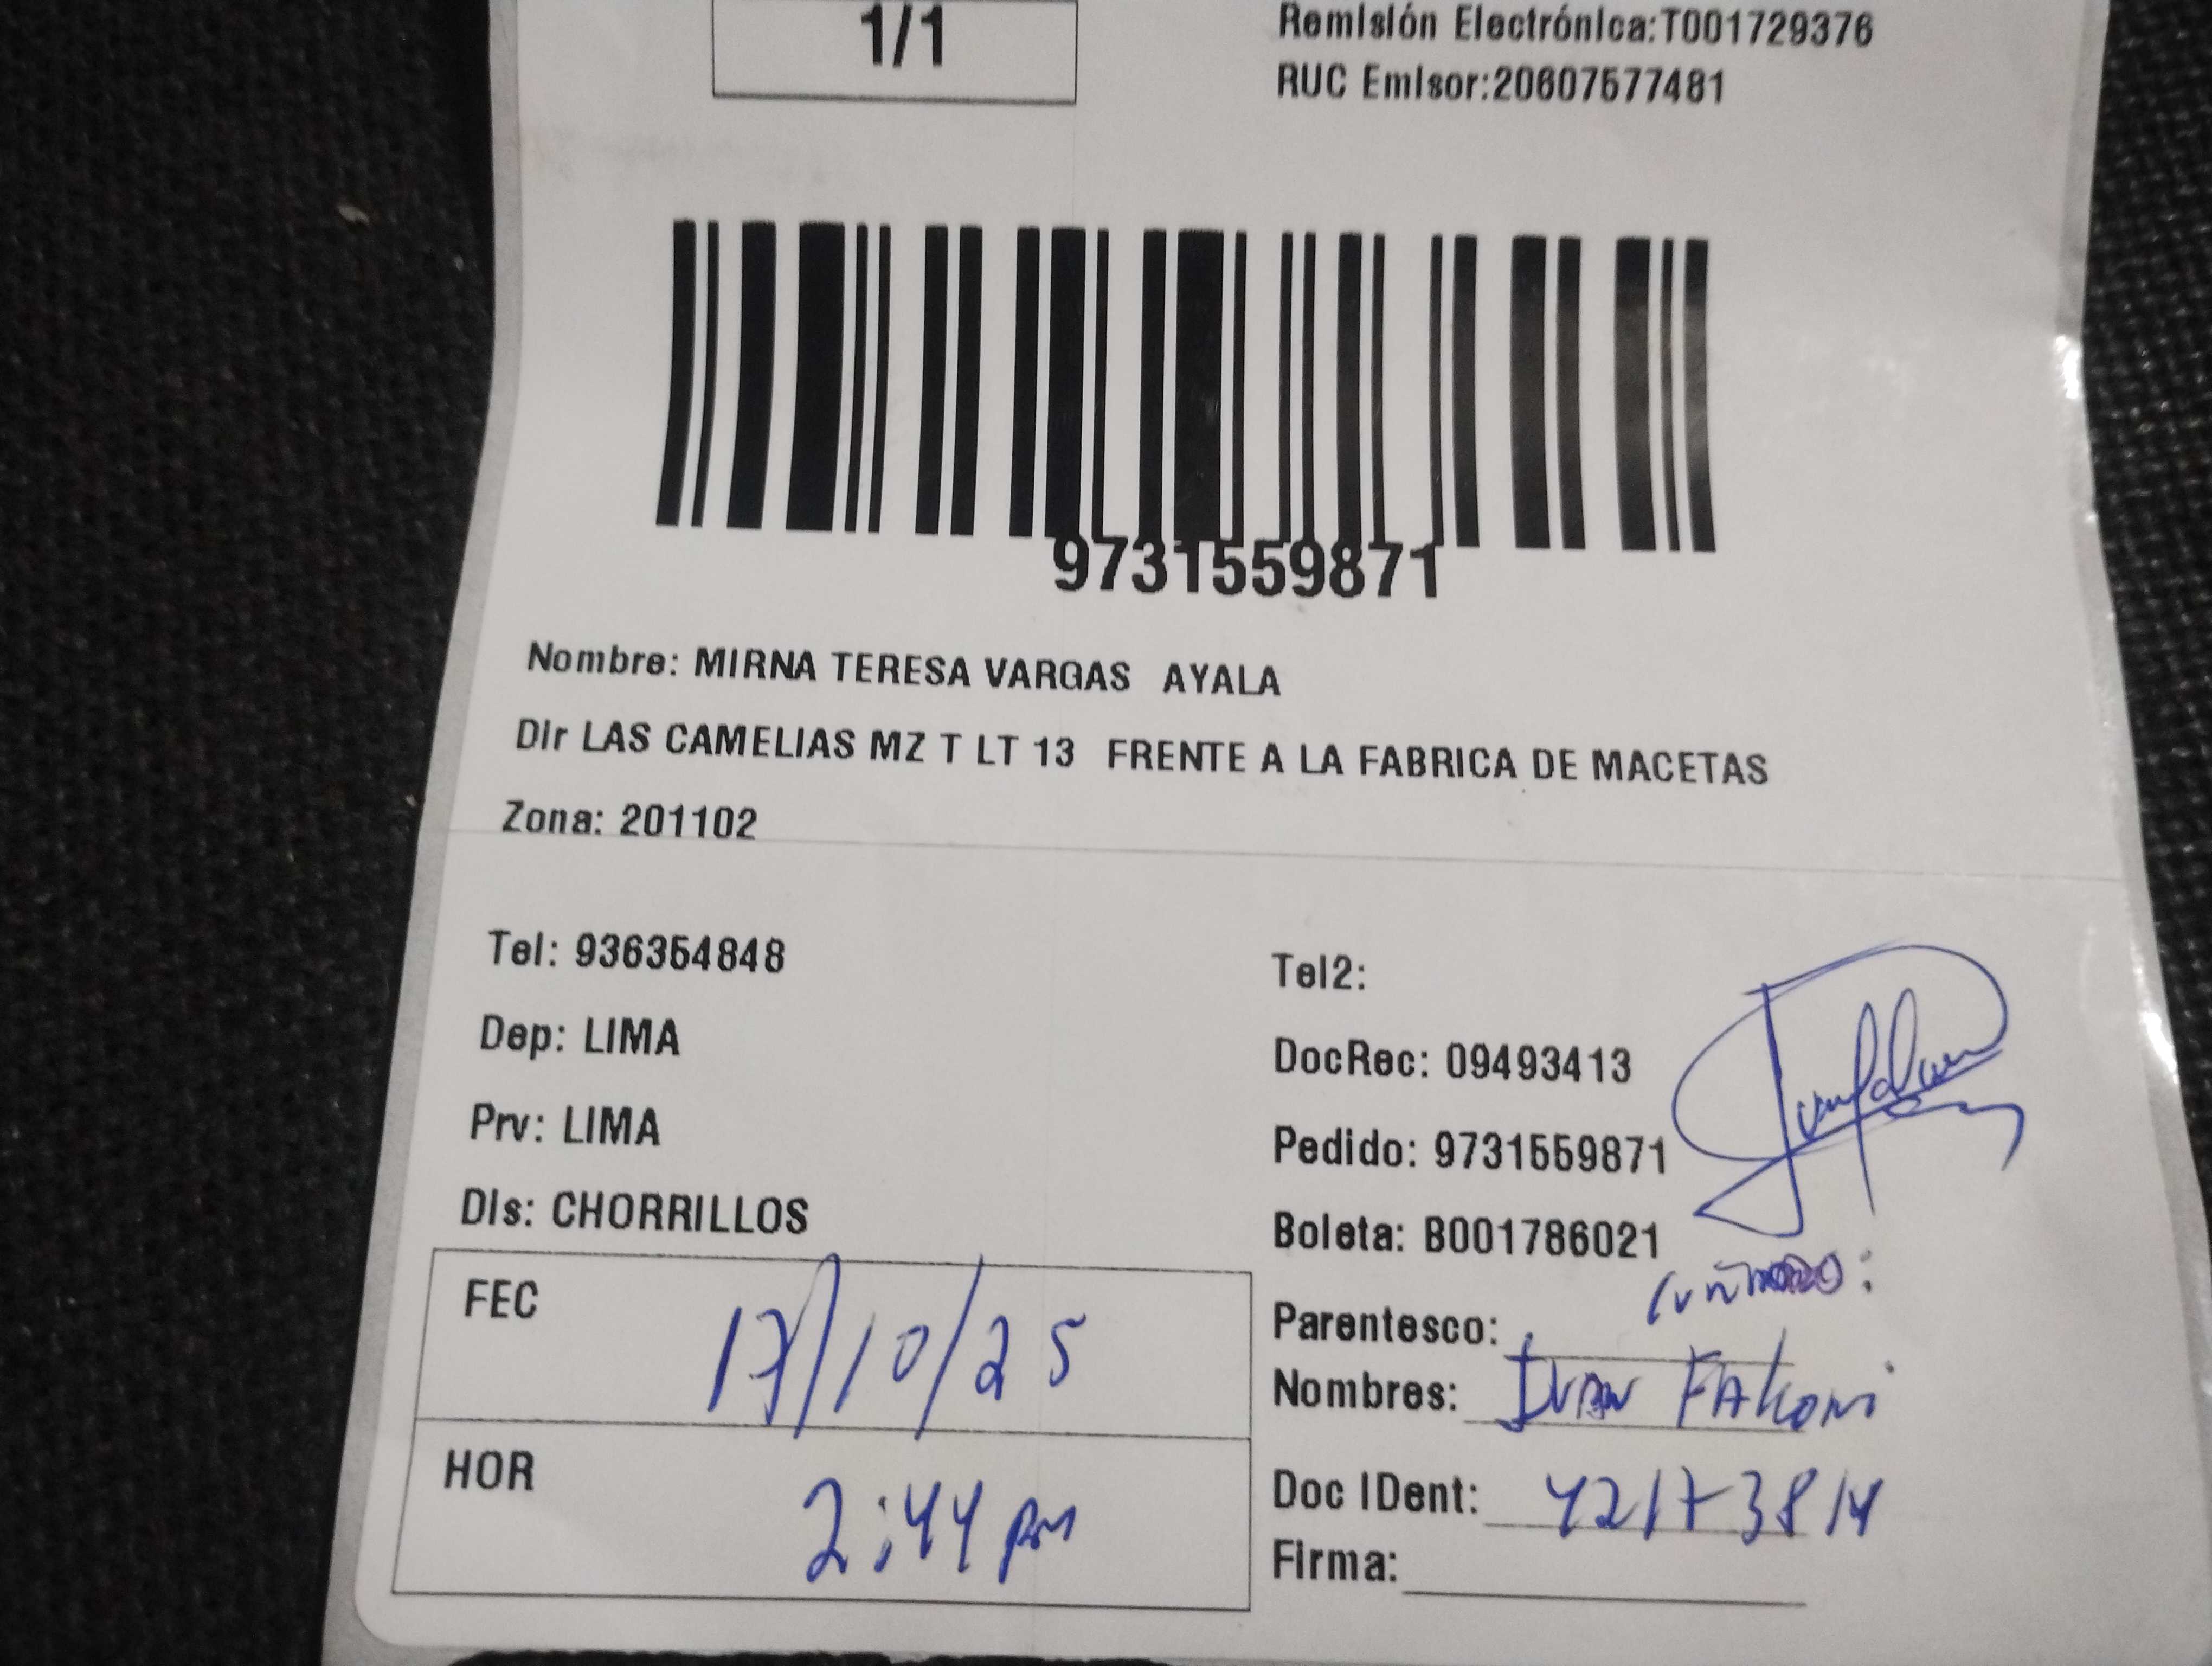 1/1
Remisión Electrónica:T001729376
RUC Emisor:20607577481
9731559871
Nombre: MIRNA TERESA VARGAS AYALA
Dir LAS CAMELIAS MZ T LT 13 FRENTE A LA FABRICA DE MACETAS
Zona: 201102
Tel: 936354848
Tel2:
Dep: LIMA
DocRec: 09493413
Prv: LIMA
Pedido: 9731559871
Dis: CHORRILLOS
Boleta: B001786021
FEC 17/10/25
Parentesco:
Nombres: Ivan Falconi
HOR 2:44 pm
Doc IDent: 42173814
Firma: